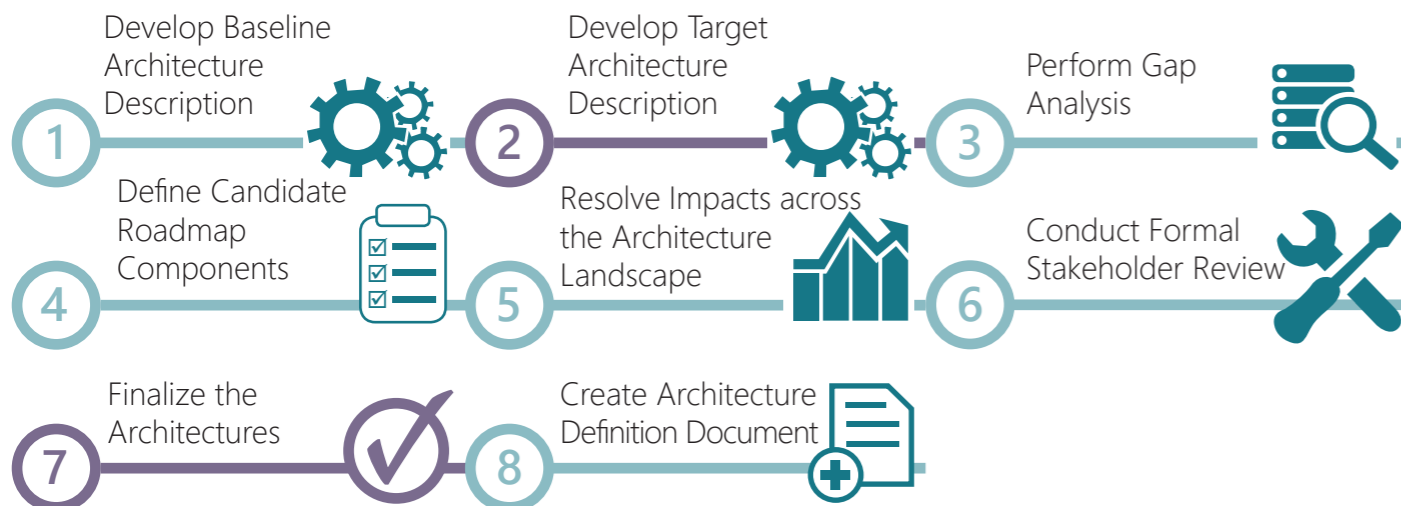 Develop Baseline
Architecture
Description
1
Develop Target
Architecture
Description
2
Perform Gap
Analysis
3
Define Candidate
Roadmap
Components
4
Resolve Impacts across
the Architecture
Landscape
5
Conduct Formal
Stakeholder Review
6
Finalize the
Architectures
7
Create Architecture
Definition Document
8